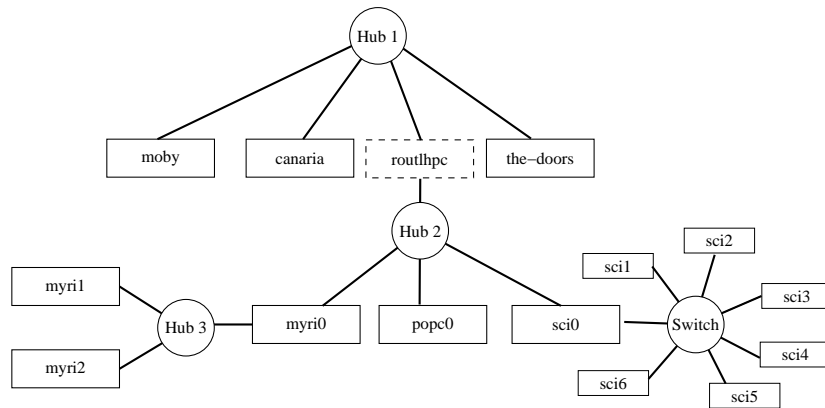 Hub 1
moby
canaria
routlhpc
the−doors
Hub 2
sci2
sci1
myri1
sci3
Hub 3
myri0
popc0
sci0
Switch
sci4
myri2
sci6
sci5